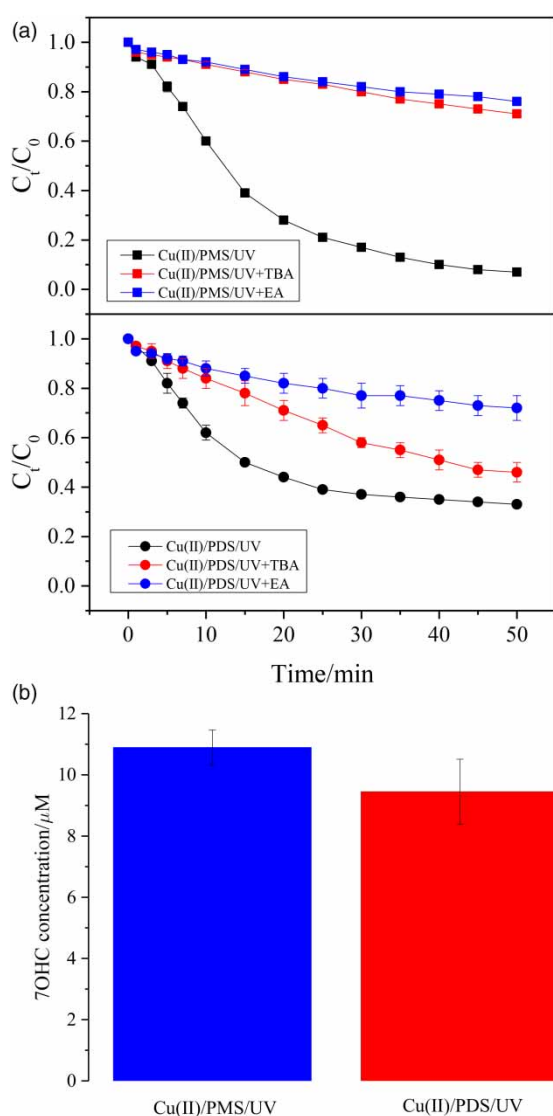 (a)
1.0
0.8
0.6
0.4
0.2
0.0
Cₜ/C₀
Cu(II)/PMS/UV
Cu(II)/PMS/UV+TBA
Cu(II)/PMS/UV+EA
1.0
0.8
0.6
0.4
0.2
0.0
Cₜ/C₀
Cu(II)/PDS/UV
Cu(II)/PDS/UV+TBA
Cu(II)/PDS/UV+EA
0 10 20 30 40 50
Time/min
(b)
12
10
8
6
4
2
0
7OHC concentration/μM
Cu(II)/PMS/UV Cu(II)/PDS/UV